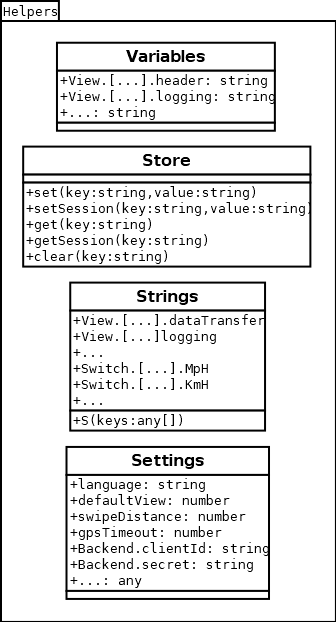 Helpers
Variables
+View.[...].header: string
+View.[...].logging: string
+...: string
Store
+set(key:string,value:string)
+setSession(key:string,value:string)
+get(key:string)
+getSession(key:string)
+clear(key:string)
Strings
+View.[...].dataTransfer
+View.[...]logging
+...
+Switch.[...].MpH
+Switch.[...].KmH
+...
+S(keys:any[])
Settings
+language: string
+defaultView: number
+swipeDistance: number
+gpsTimeout: number
+Backend.clientId: string
+Backend.secret: string
+...: any